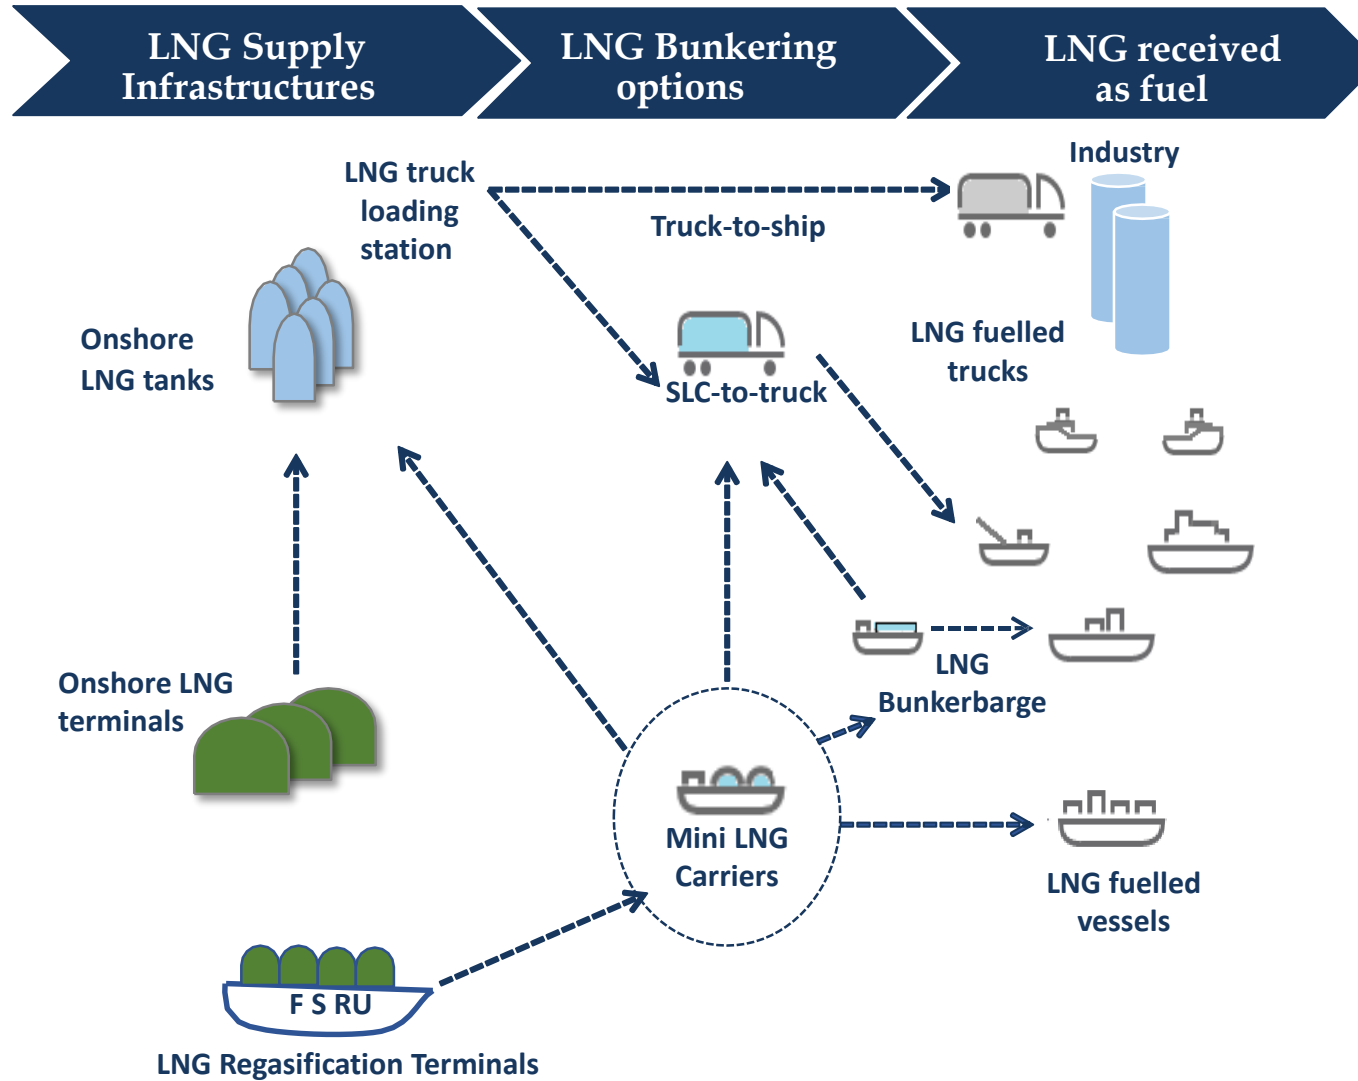 LNG Supply
Infrastructures
LNG Bunkering
options
LNG received
as fuel
Industry
LNG truck
loading
station
Truck-to-ship
Onshore
LNG tanks
LNG fuelled
trucks
SLC-to-truck
Onshore LNG
terminals
LNG
Bunkerbarge
Mini LNG
Carriers
LNG fuelled
vessels
F S RU
LNG Regasification Terminals